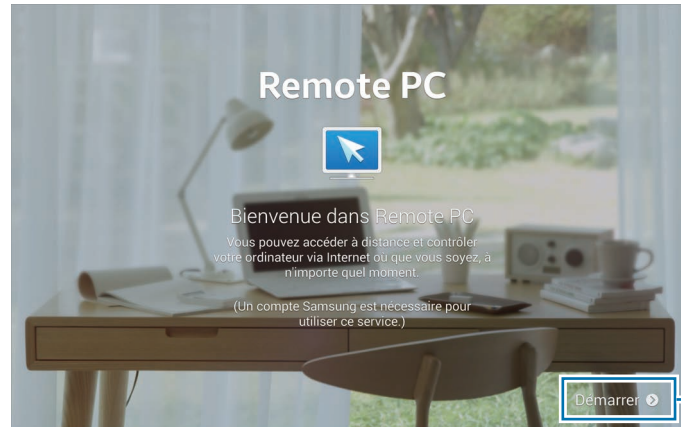 Remote PC
Bienvenue dans Remote PC
Vous pouvez accéder à distance et contrôler
votre ordinateur via Internet où que vous soyez, à
n'importe quel moment.
(Un compte Samsung est nécessaire pour
utiliser ce service.)
Démarrer